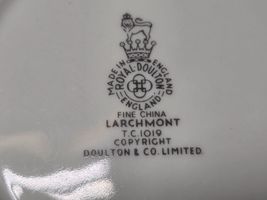 MADE IN ENGLAND
ROYAL DOULTON
ENGLAND
FINE CHINA
LARCHMONT
T.C.1019
COPYRIGHT
DOULTON & CO. LIMITED.